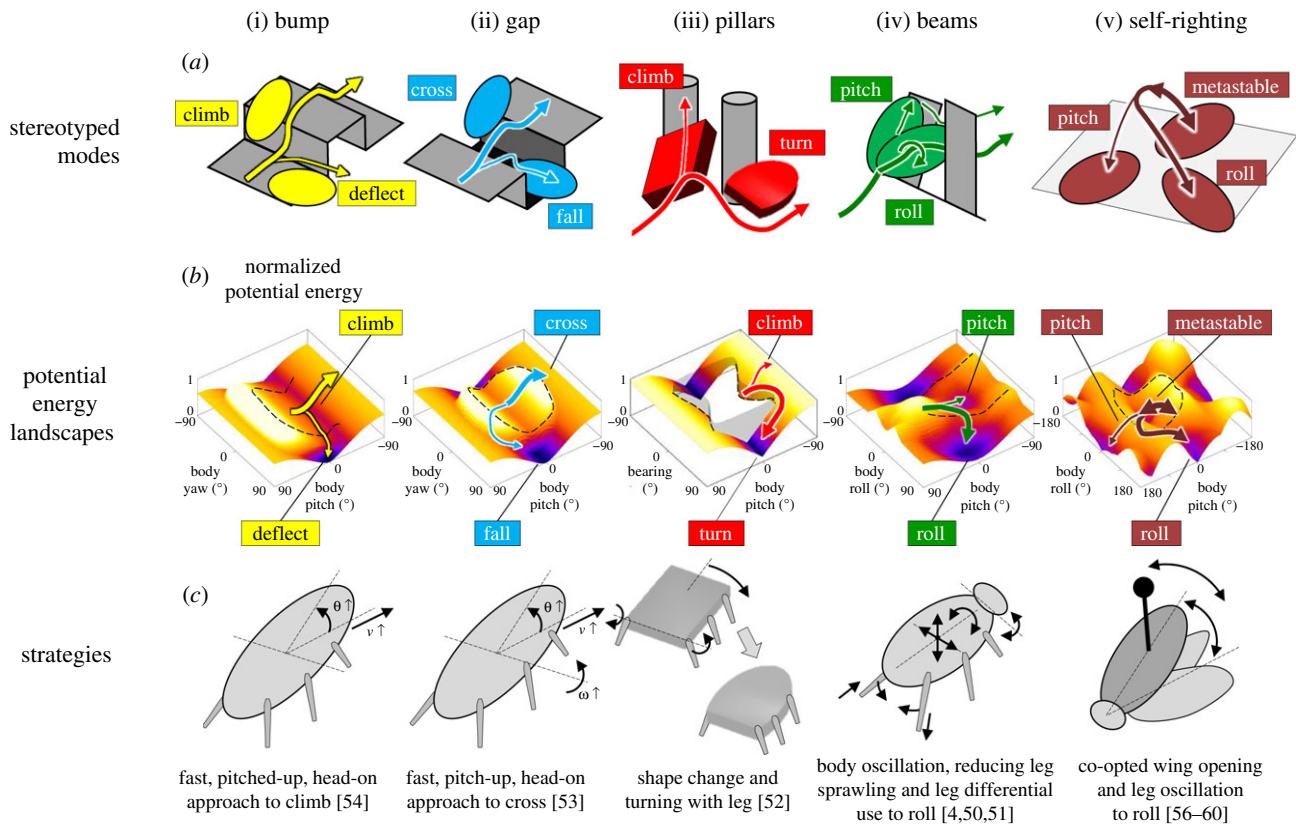 (i) bump
(ii) gap
(iii) pillars
(iv) beams
(v) self-righting
stereotyped
modes
(a)
climb
deflect
cross
fall
climb
turn
pitch
roll
pitch
metastable
roll
potential
energy
landscapes
(b)
normalized
potential energy
climb
1
0
−90
−90
0
0
body
yaw (°)
90
90
body
pitch (°)
deflect
cross
1
0
−90
−90
0
0
body
yaw (°)
90
90
body
pitch (°)
fall
climb
1
0
−90
−90
0
0
bearing (°)
90
90
body
pitch (°)
turn
pitch
1
0
−90
−90
0
0
body
roll (°)
90
90
body
pitch (°)
roll
pitch
metastable
1
0
−180
−180
0
0
body
roll (°)
180
180
body
pitch (°)
roll
strategies
(c)
θ ↑
v ↑
fast, pitched-up, head-on
approach to climb [54]
θ ↑
v ↑
ω ↑
fast, pitch-up, head-on
approach to cross [53]
shape change and
turning with leg [52]
body oscillation, reducing leg
sprawling and leg differential
use to roll [4,50,51]
co-opted wing opening
and leg oscillation
to roll [56–60]